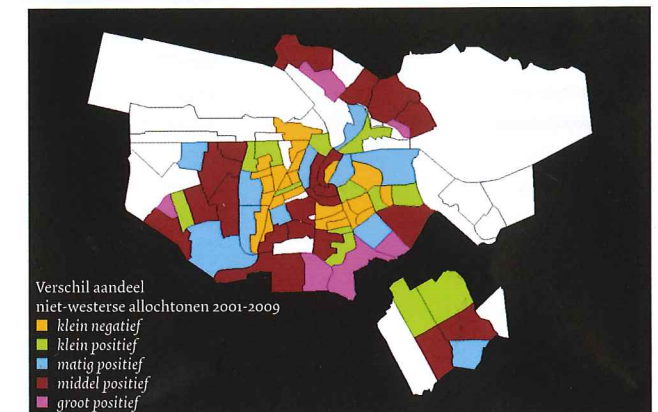 Verschil aandeel
niet-westerse allochtonen 2001-2009
klein negatief
klein positief
matig positief
middel positief
groot positief